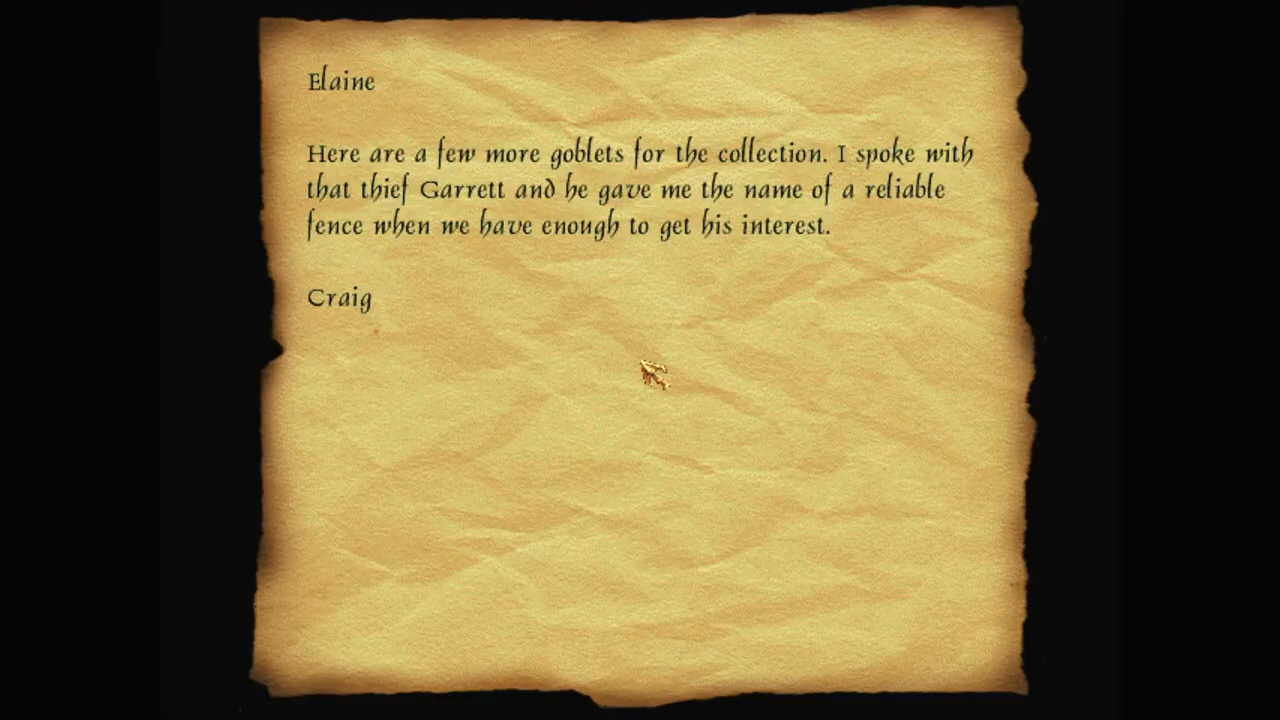 Elaine
Here are a few more goblets for the collection. I spoke with
that thief Garrett and he gave me the name of a reliable
fence when we have enough to get his interest.
Craig